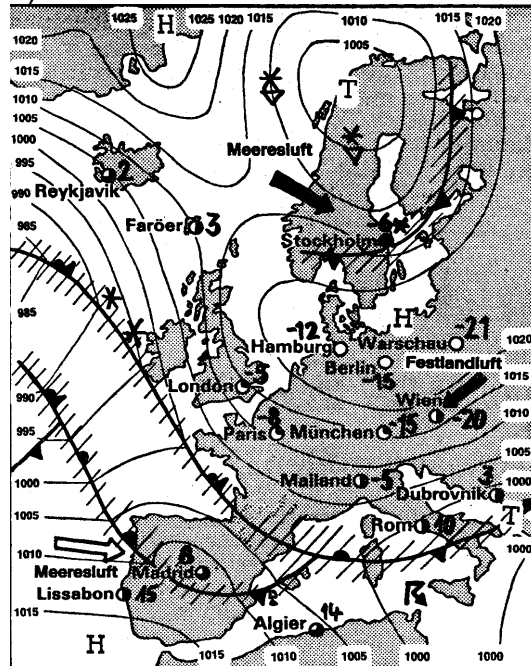 1025 H 1025 1020 1015 1010 1015 1020
1020
1005
1015
T
1010
1005
1000
Meeresluft
995
2
Reykjavik
990
985
Faröer 3
-6
Stockholm
985
H
-12
-21
Hamburg
Warschau
1020
Berlin
-15
Festlandluft
1015
London
-5
990
Wien
1010
-20
995
Paris
München -15
1005
1000
Mailand -5
3
Dubrovnik
1000
1005
T
Rom 10
1000
1010
Meeresluft
Madrid
Lissabon 15
1015
14
Algier
H
1015 1010 1005 1000 1000